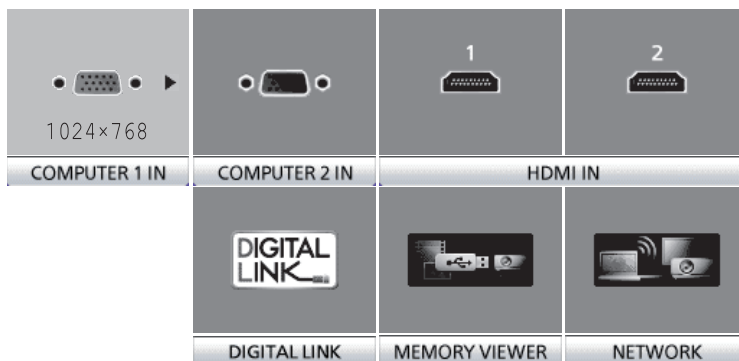 1 2
1024×768
COMPUTER 1 IN COMPUTER 2 IN HDMI IN
DIGITAL
LINK
DIGITAL LINK MEMORY VIEWER NETWORK